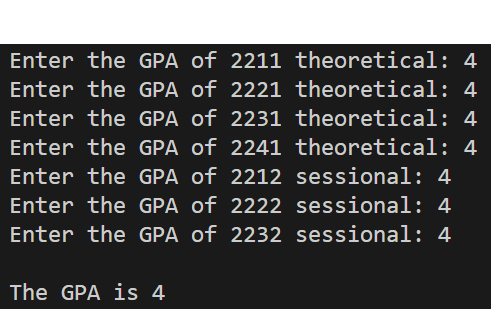 Enter the GPA of 2211 theoretical: 4
Enter the GPA of 2221 theoretical: 4
Enter the GPA of 2231 theoretical: 4
Enter the GPA of 2241 theoretical: 4
Enter the GPA of 2212 sessional: 4
Enter the GPA of 2222 sessional: 4
Enter the GPA of 2232 sessional: 4
The GPA is 4